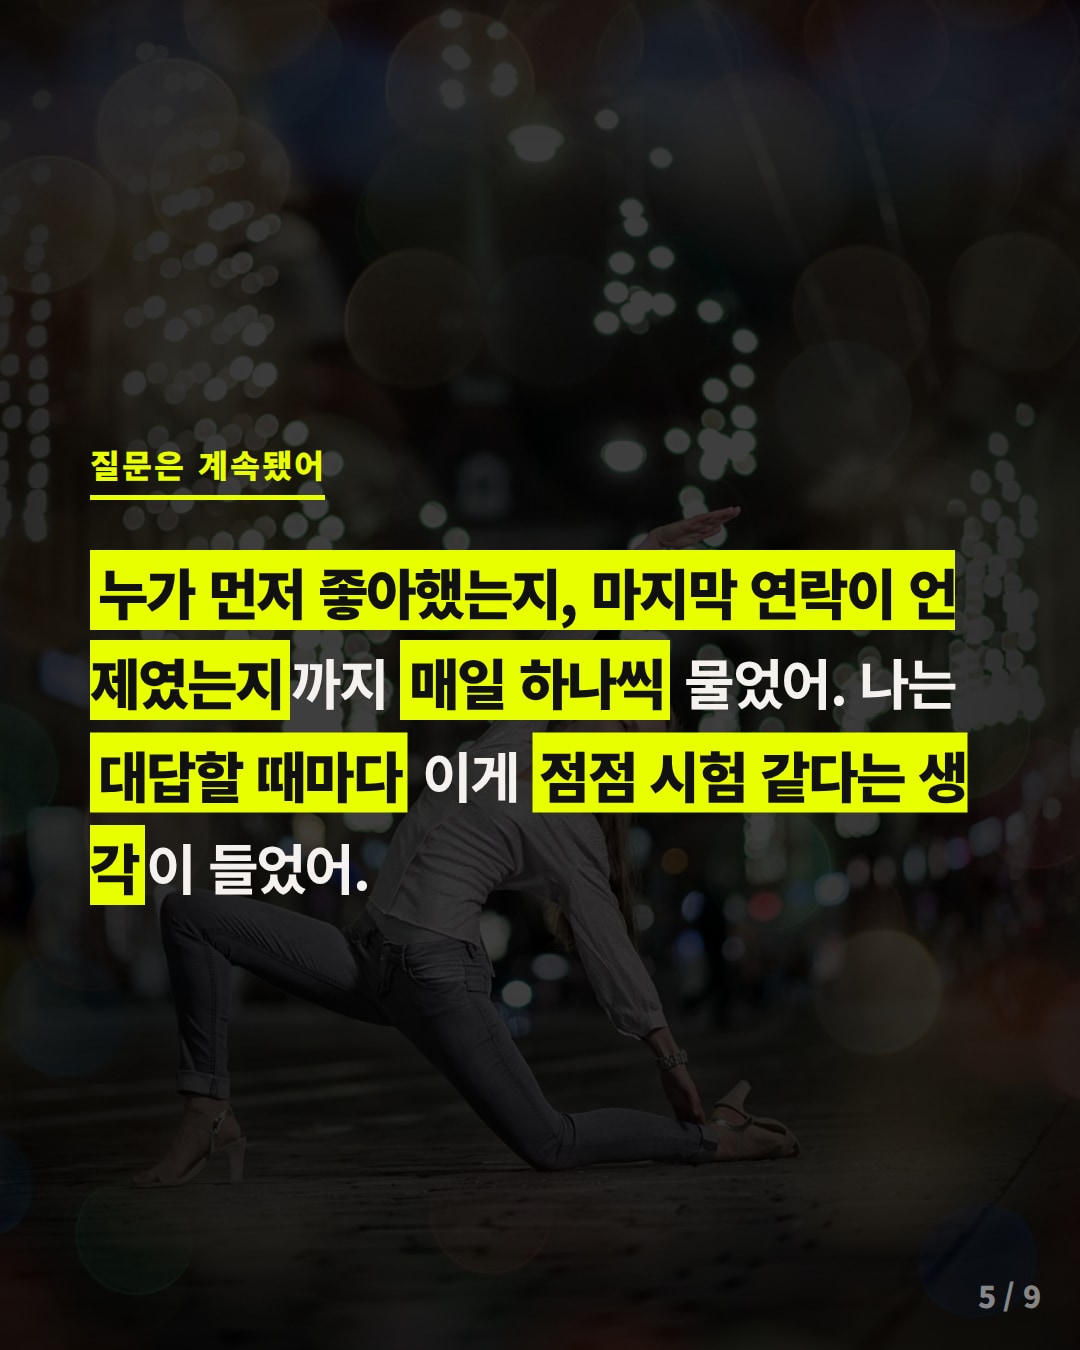 질문은 계속됐어
누가 먼저 좋아했는지, 마지막 연락이 언
제였는지까지 매일 하나씩 물었어. 나는
대답할 때마다 이게 점점 시험 같다는 생
각이 들었어.
5 / 9